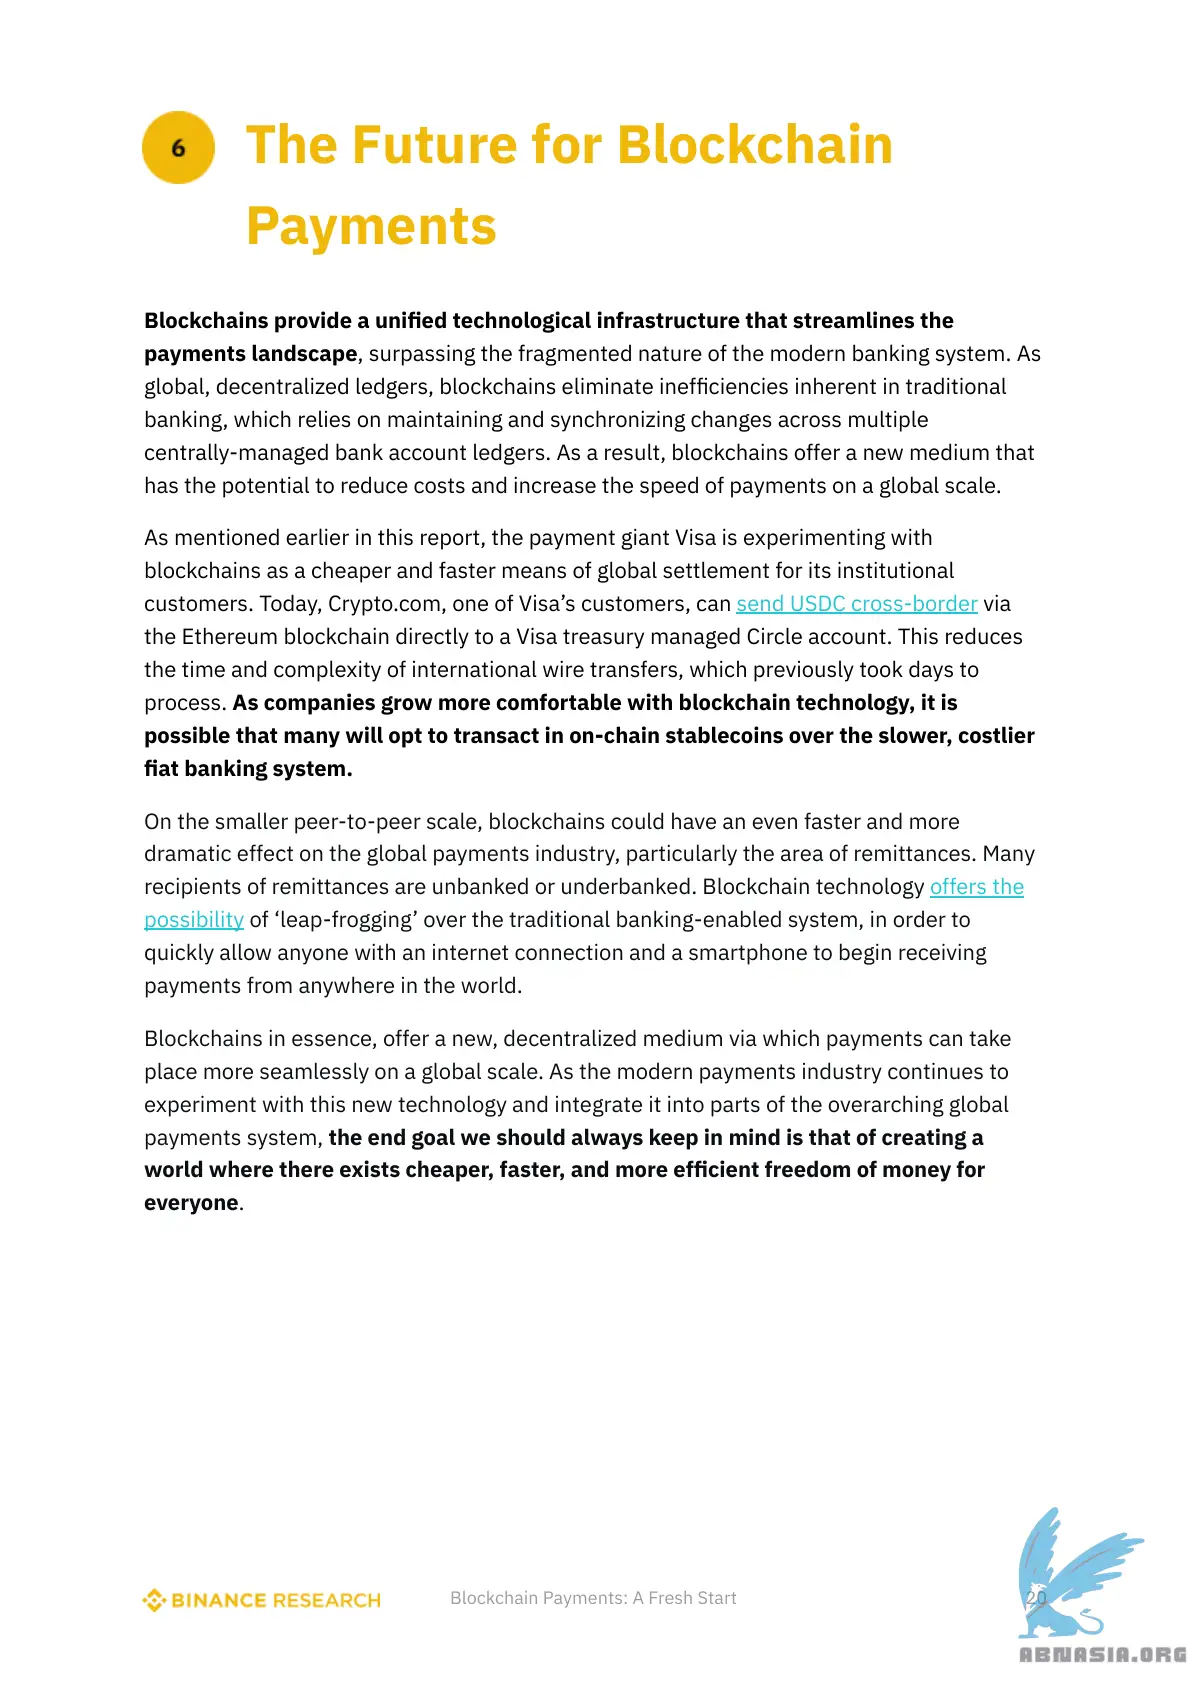 6
The Future for Blockchain
Payments
Blockchains provide a unified technological infrastructure that streamlines the
payments landscape, surpassing the fragmented nature of the modern banking system. As
global, decentralized ledgers, blockchains eliminate inefficiencies inherent in traditional
banking, which relies on maintaining and synchronizing changes across multiple
centrally-managed bank account ledgers. As a result, blockchains offer a new medium that
has the potential to reduce costs and increase the speed of payments on a global scale.
As mentioned earlier in this report, the payment giant Visa is experimenting with
blockchains as a cheaper and faster means of global settlement for its institutional
customers. Today, Crypto.com, one of Visa’s customers, can send USDC cross-border via
the Ethereum blockchain directly to a Visa treasury managed Circle account. This reduces
the time and complexity of international wire transfers, which previously took days to
process. As companies grow more comfortable with blockchain technology, it is
possible that many will opt to transact in on-chain stablecoins over the slower, costlier
fiat banking system.
On the smaller peer-to-peer scale, blockchains could have an even faster and more
dramatic effect on the global payments industry, particularly the area of remittances. Many
recipients of remittances are unbanked or underbanked. Blockchain technology offers the
possibility of ‘leap-frogging’ over the traditional banking-enabled system, in order to
quickly allow anyone with an internet connection and a smartphone to begin receiving
payments from anywhere in the world.
Blockchains in essence, offer a new, decentralized medium via which payments can take
place more seamlessly on a global scale. As the modern payments industry continues to
experiment with this new technology and integrate it into parts of the overarching global
payments system, the end goal we should always keep in mind is that of creating a
world where there exists cheaper, faster, and more efficient freedom of money for
everyone.
BINANCE RESEARCH
Blockchain Payments: A Fresh Start
20
ABNASIA.ORG